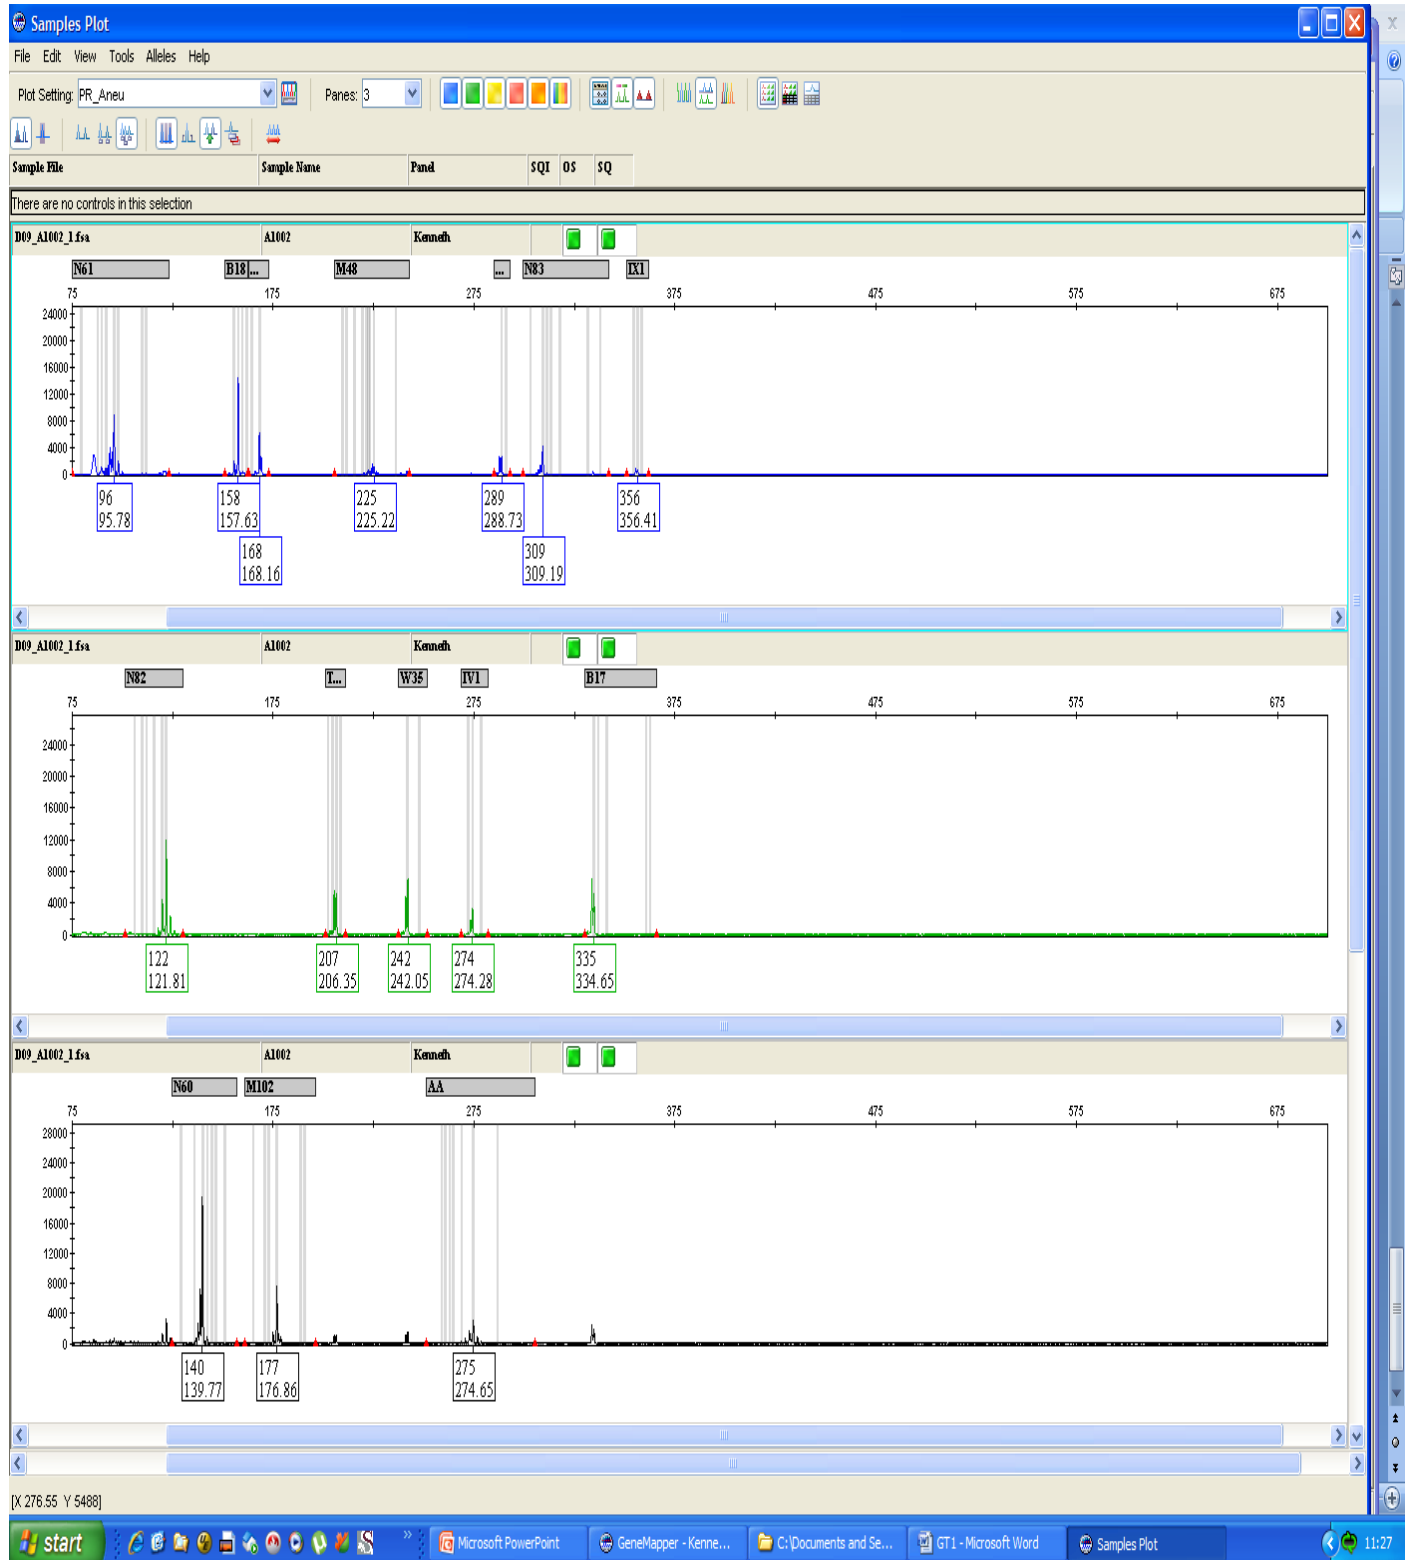 Samples Plot
File Edit View Tools Alleles Help
Plot Setting: PR_Aneu Panes: 3
Sample File Sample Name Panel SQI OS SQ
There are no controls in this selection
D09_A1002_1.fsa A1002 Kenneth
N61 B18 ... M48 ... N83 IX1
75 175 275 375 475 575 675
24000
20000
16000
12000
8000
4000
0
96 158 225 289 356
95.78 157.63 225.22 288.73 356.41
168 309
168.16 309.19
D09_A1002_1.fsa A1002 Kenneth
N82 T... W35 IV1 B17
75 175 275 375 475 575 675
24000
20000
16000
12000
8000
4000
0
122 207 242 274 335
121.81 206.35 242.05 274.28 334.65
D09_A1002_1.fsa A1002 Kenneth
N60 M102 AA
75 175 275 375 475 575 675
28000
24000
20000
16000
12000
8000
4000
0
140 177 275
139.77 176.86 274.65
[X 276.55 Y 5488]
start Microsoft PowerPoint GeneMapper - Kenne... C:\Documents and Se... GT1 - Microsoft Word Samples Plot 11:27